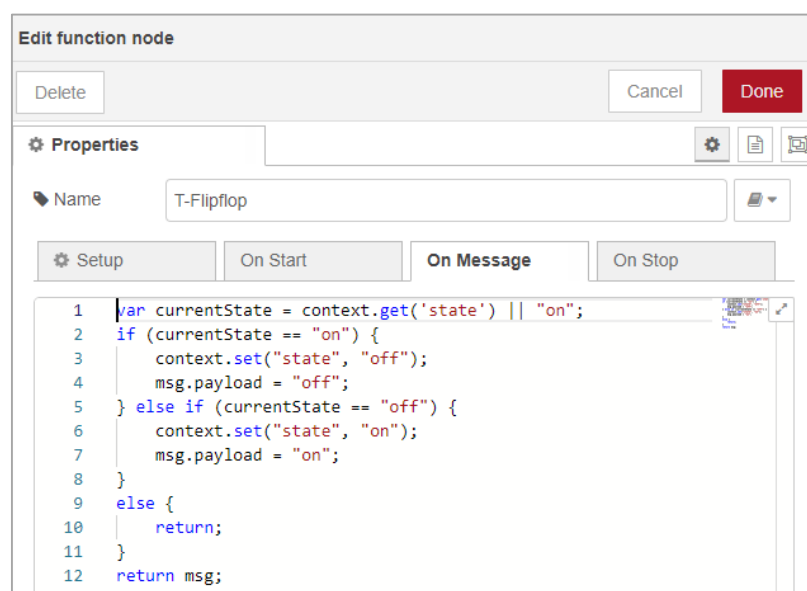 Edit function node
Delete
Cancel
Done
Properties
Name
T-Flipflop
Setup
On Start
On Message
On Stop
1 var currentState = context.get('state') || "on";
2 if (currentState == "on") {
3 context.set("state", "off");
4 msg.payload = "off";
5 } else if (currentState == "off") {
6 context.set("state", "on");
7 msg.payload = "on";
8 }
9 else {
10 return;
11 }
12 return msg;